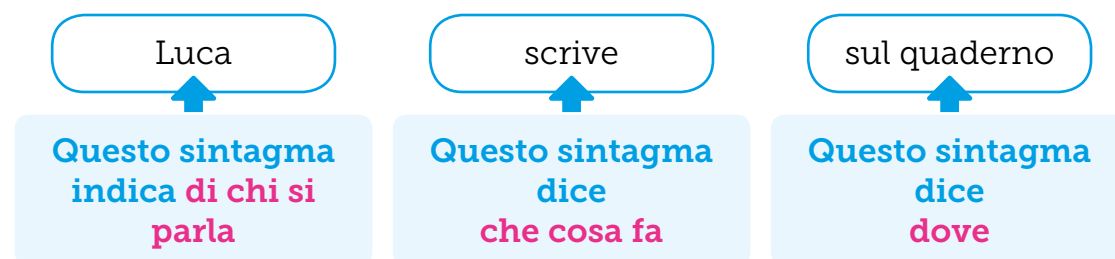 Luca
scrive
sul quaderno
Questo sintagma
indica di chi si
parla
Questo sintagma
dice
che cosa fa
Questo sintagma
dice
dove